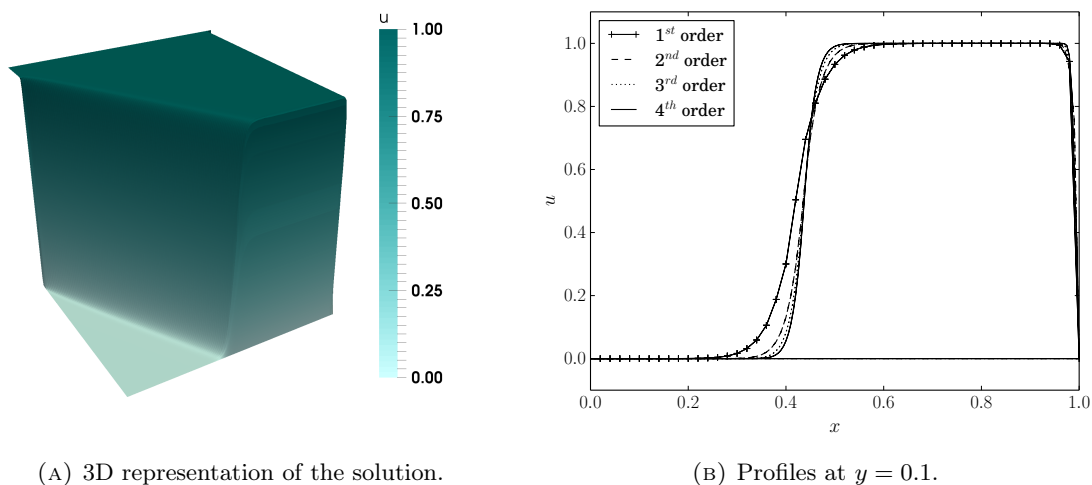 u
1.00
0.75
0.50
0.25
0.00
(A) 3D representation of the solution.
1st order
2nd order
3rd order
4th order
u
1.0
0.8
0.6
0.4
0.2
0.0
0.0 0.2 0.4 0.6 0.8 1.0
x
(B) Profiles at y = 0.1.